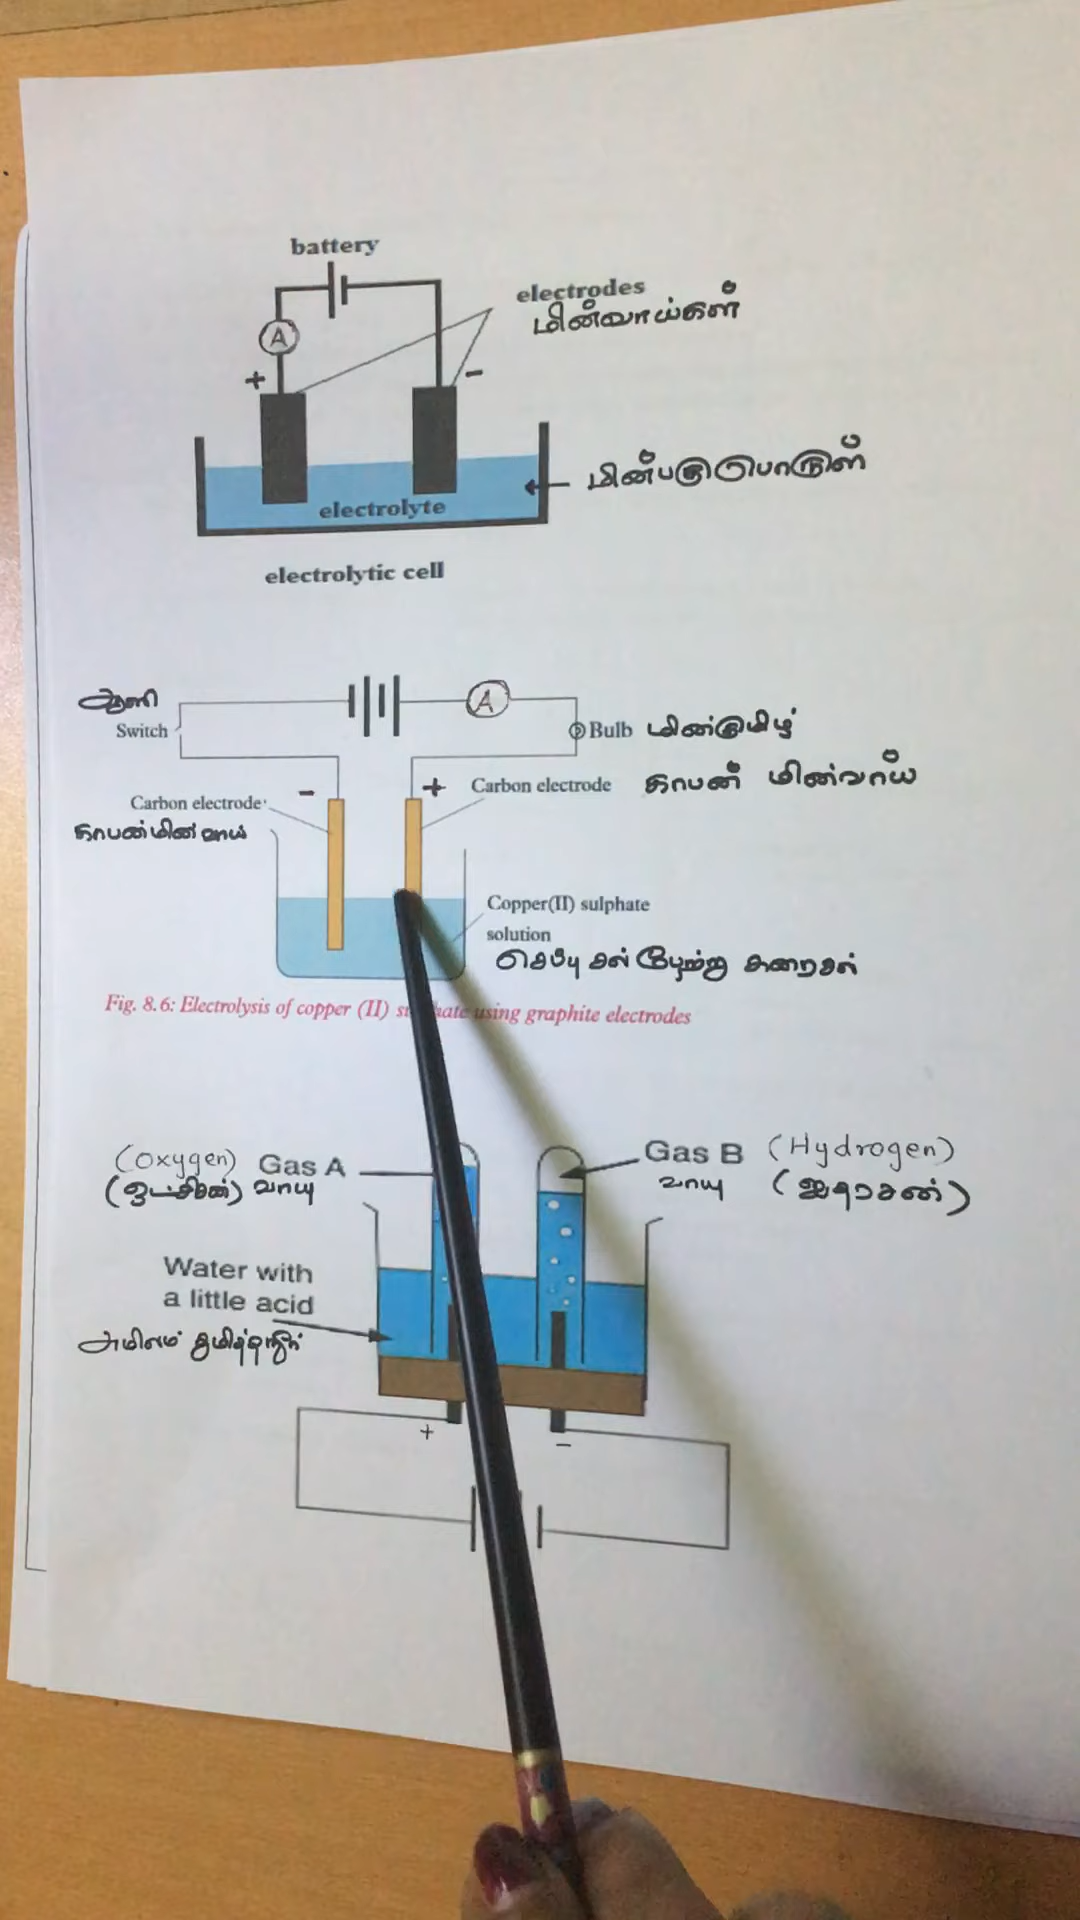 battery
electrodes
மின்வாய்கள்
A
+ -
மின்பகுபொருள்
electrolyte
electrolytic cell
ஆளி
A
Switch
Bulb மின்குமிழ்
- +
Carbon electrode காபன் மின்வாய்
Carbon electrode
காபன் மின்வாய்
Copper(II) sulphate
solution
செப்பு சல்பேற்று கரைசல்
Fig. 8.6: Electrolysis of copper (II) using graphite electrodes
(Oxygen) Gas A
(ஒட்சிசன்) வாயு
Gas B (Hydrogen)
வாயு (ஐதரசன்)
Water with
a little acid
அமிலம்
+ -